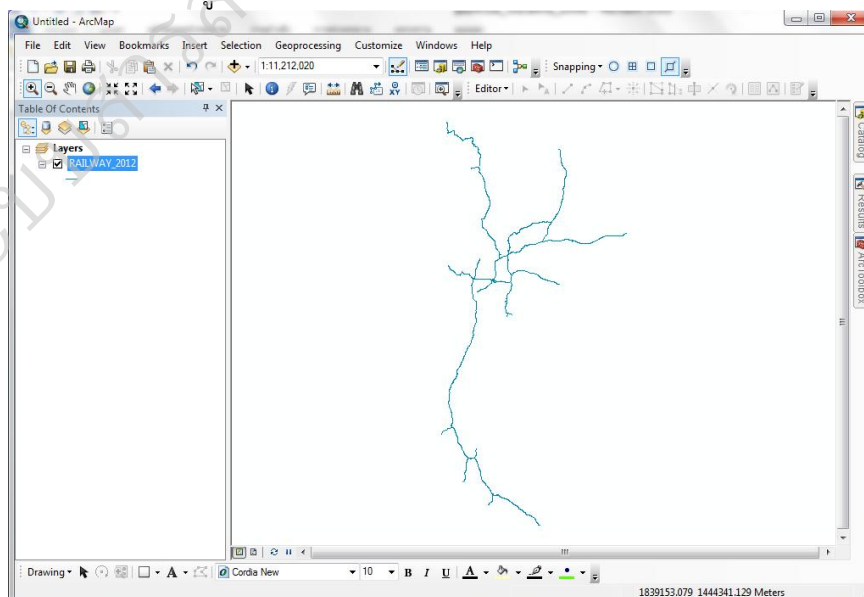 Untitled - ArcMap
File Edit View Bookmarks Insert Selection Geoprocessing Customize Windows Help
1:11,212,020 Snapping
Editor
Table Of Contents
Layers
RAILWAY_2012
Catalog
Results
ArcToolbox
Drawing A Cordia New 10 B I U A
1839153.079 1444341.129 Meters